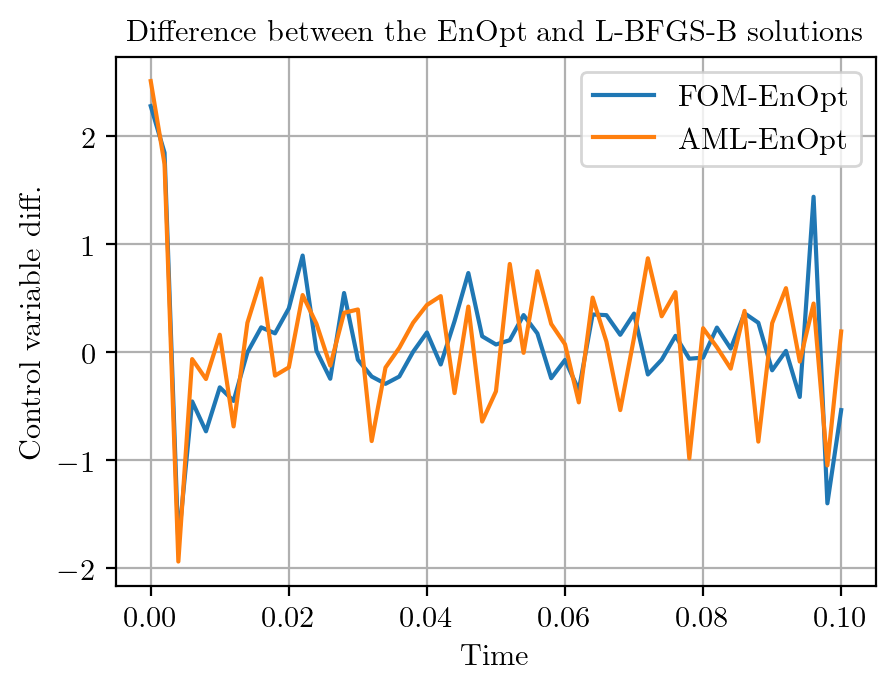 Difference between the EnOpt and L-BFGS-B solutions
FOM-EnOpt
AML-EnOpt
Control variable diff.
2
1
0
−1
−2
0.00 0.02 0.04 0.06 0.08 0.10
Time